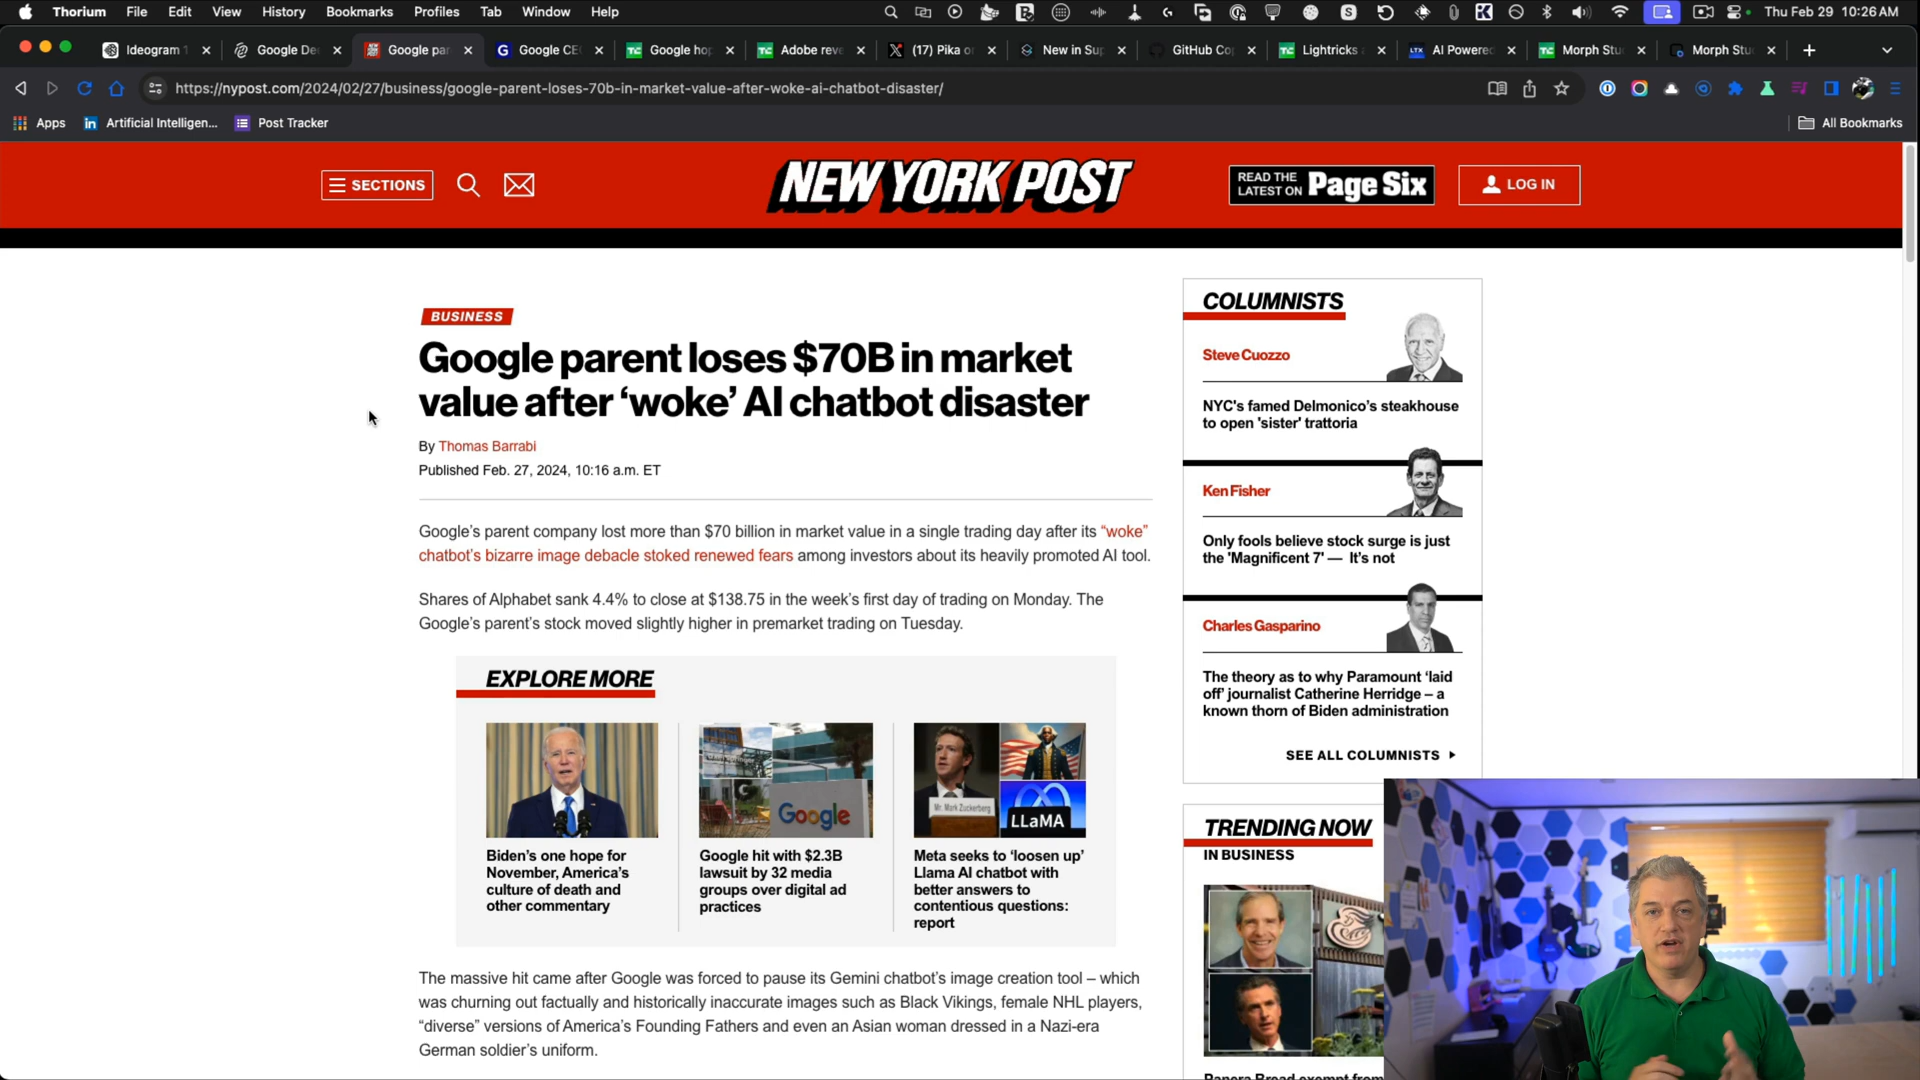 Thorium File Edit View History Bookmarks Profiles Tab Window Help
Thu Feb 29 10:26 AM
Ideogram 1
Google De
Google par
Google CE
Google hop
Adobe reve
(17) Pika on
New in Sup
GitHub Co
Lightricks
AI Powered
Morph Stu
Morph Stu
https://nypost.com/2024/02/27/business/google-parent-loses-70b-in-market-value-after-woke-ai-chatbot-disaster/
Apps
Artificial Intelligen...
Post Tracker
All Bookmarks
SECTIONS
NEW YORK POST
READ THE
LATEST ON Page Six
LOG IN
BUSINESS
Google parent loses $70B in market
value after ‘woke’ AI chatbot disaster
By Thomas Barrabi
Published Feb. 27, 2024, 10:16 a.m. ET
Google’s parent company lost more than $70 billion in market value in a single trading day after its “woke”
chatbot’s bizarre image debacle stoked renewed fears among investors about its heavily promoted AI tool.
Shares of Alphabet sank 4.4% to close at $138.75 in the week’s first day of trading on Monday. The
Google’s parent’s stock moved slightly higher in premarket trading on Tuesday.
EXPLORE MORE
Google
Mr. Mark Zuckerberg
LLaMA
Biden’s one hope for
November, America’s
culture of death and
other commentary
Google hit with $2.3B
lawsuit by 32 media
groups over digital ad
practices
Meta seeks to ‘loosen up’
Llama AI chatbot with
better answers to
contentious questions:
report
The massive hit came after Google was forced to pause its Gemini chatbot’s image creation tool – which
was churning out factually and historically inaccurate images such as Black Vikings, female NHL players,
“diverse” versions of America’s Founding Fathers and even an Asian woman dressed in a Nazi-era
German soldier’s uniform.
COLUMNISTS
Steve Cuozzo
NYC's famed Delmonico’s steakhouse
to open 'sister' trattoria
Ken Fisher
Only fools believe stock surge is just
the 'Magnificent 7' — It’s not
Charles Gasparino
The theory as to why Paramount ‘laid
off’ journalist Catherine Herridge – a
known thorn of Biden administration
SEE ALL COLUMNISTS
TRENDING NOW
IN BUSINESS
Panera Bread exempt from